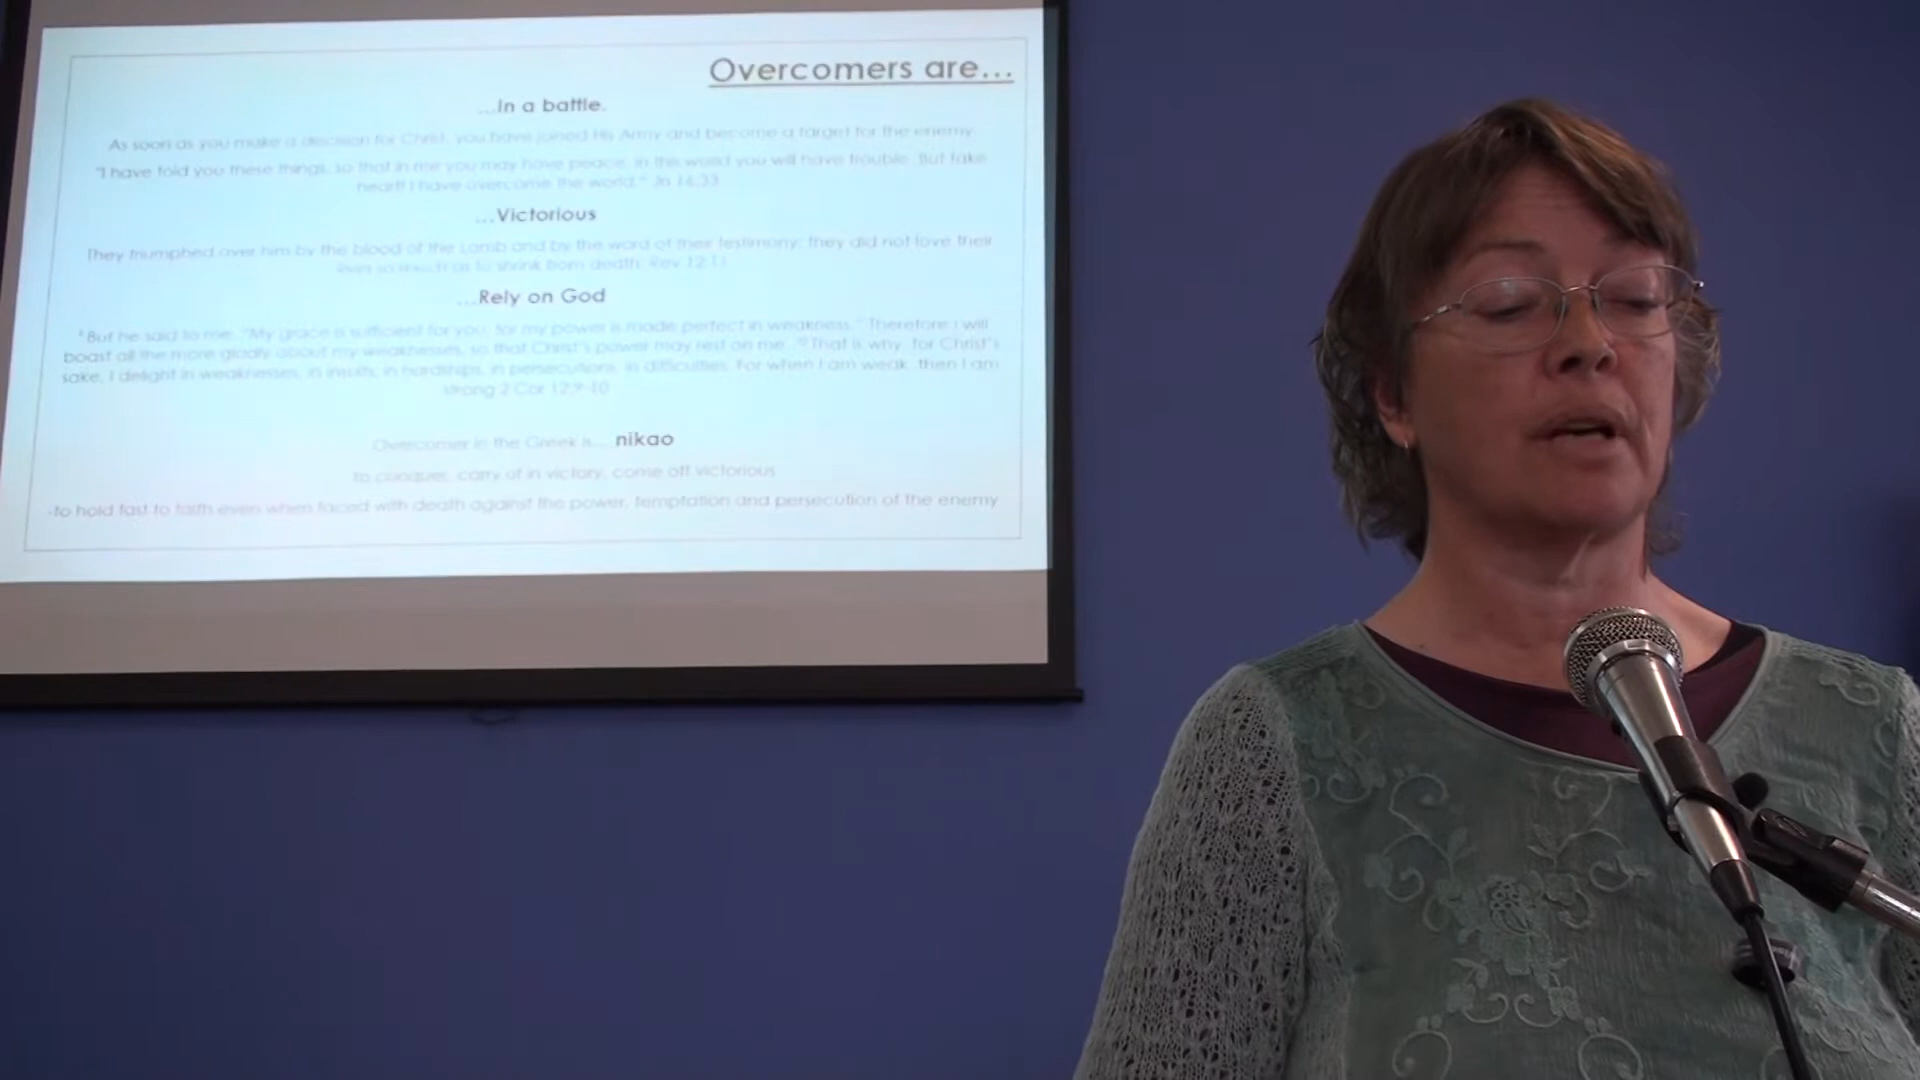 Overcomers are...
...In a battle.
As soon as you make a decision for Christ, you have joined His Army and become a target for the enemy
"I have told you these things, so that in me you may have peace. In this world you will have trouble. But take
heart! I have overcome the world." Jn 16:33
...Victorious
They triumphed over him by the blood of the Lamb and by the word of their testimony; they did not love their
lives so much as to shrink from death. Rev 12:11
...Rely on God
⁹But he said to me, "My grace is sufficient for you, for my power is made perfect in weakness." Therefore I will
boast all the more gladly about my weaknesses, so that Christ's power may rest on me. ¹⁰That is why, for Christ's
sake, I delight in weaknesses, in insults, in hardships, in persecutions, in difficulties. For when I am weak, then I am
strong 2 Cor 12:9-10
Overcomer in the Greek is... nikao
to conquer, carry of in victory, come off victorious
-to hold fast to faith even when faced with death against the power, temptation and persecution of the enemy